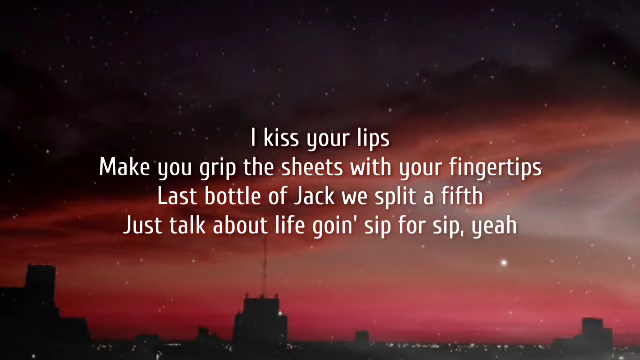 I kiss your lips
Make you grip the sheets with your fingertips
Last bottle of Jack we split a fifth
Just talk about life goin' sip for sip, yeah